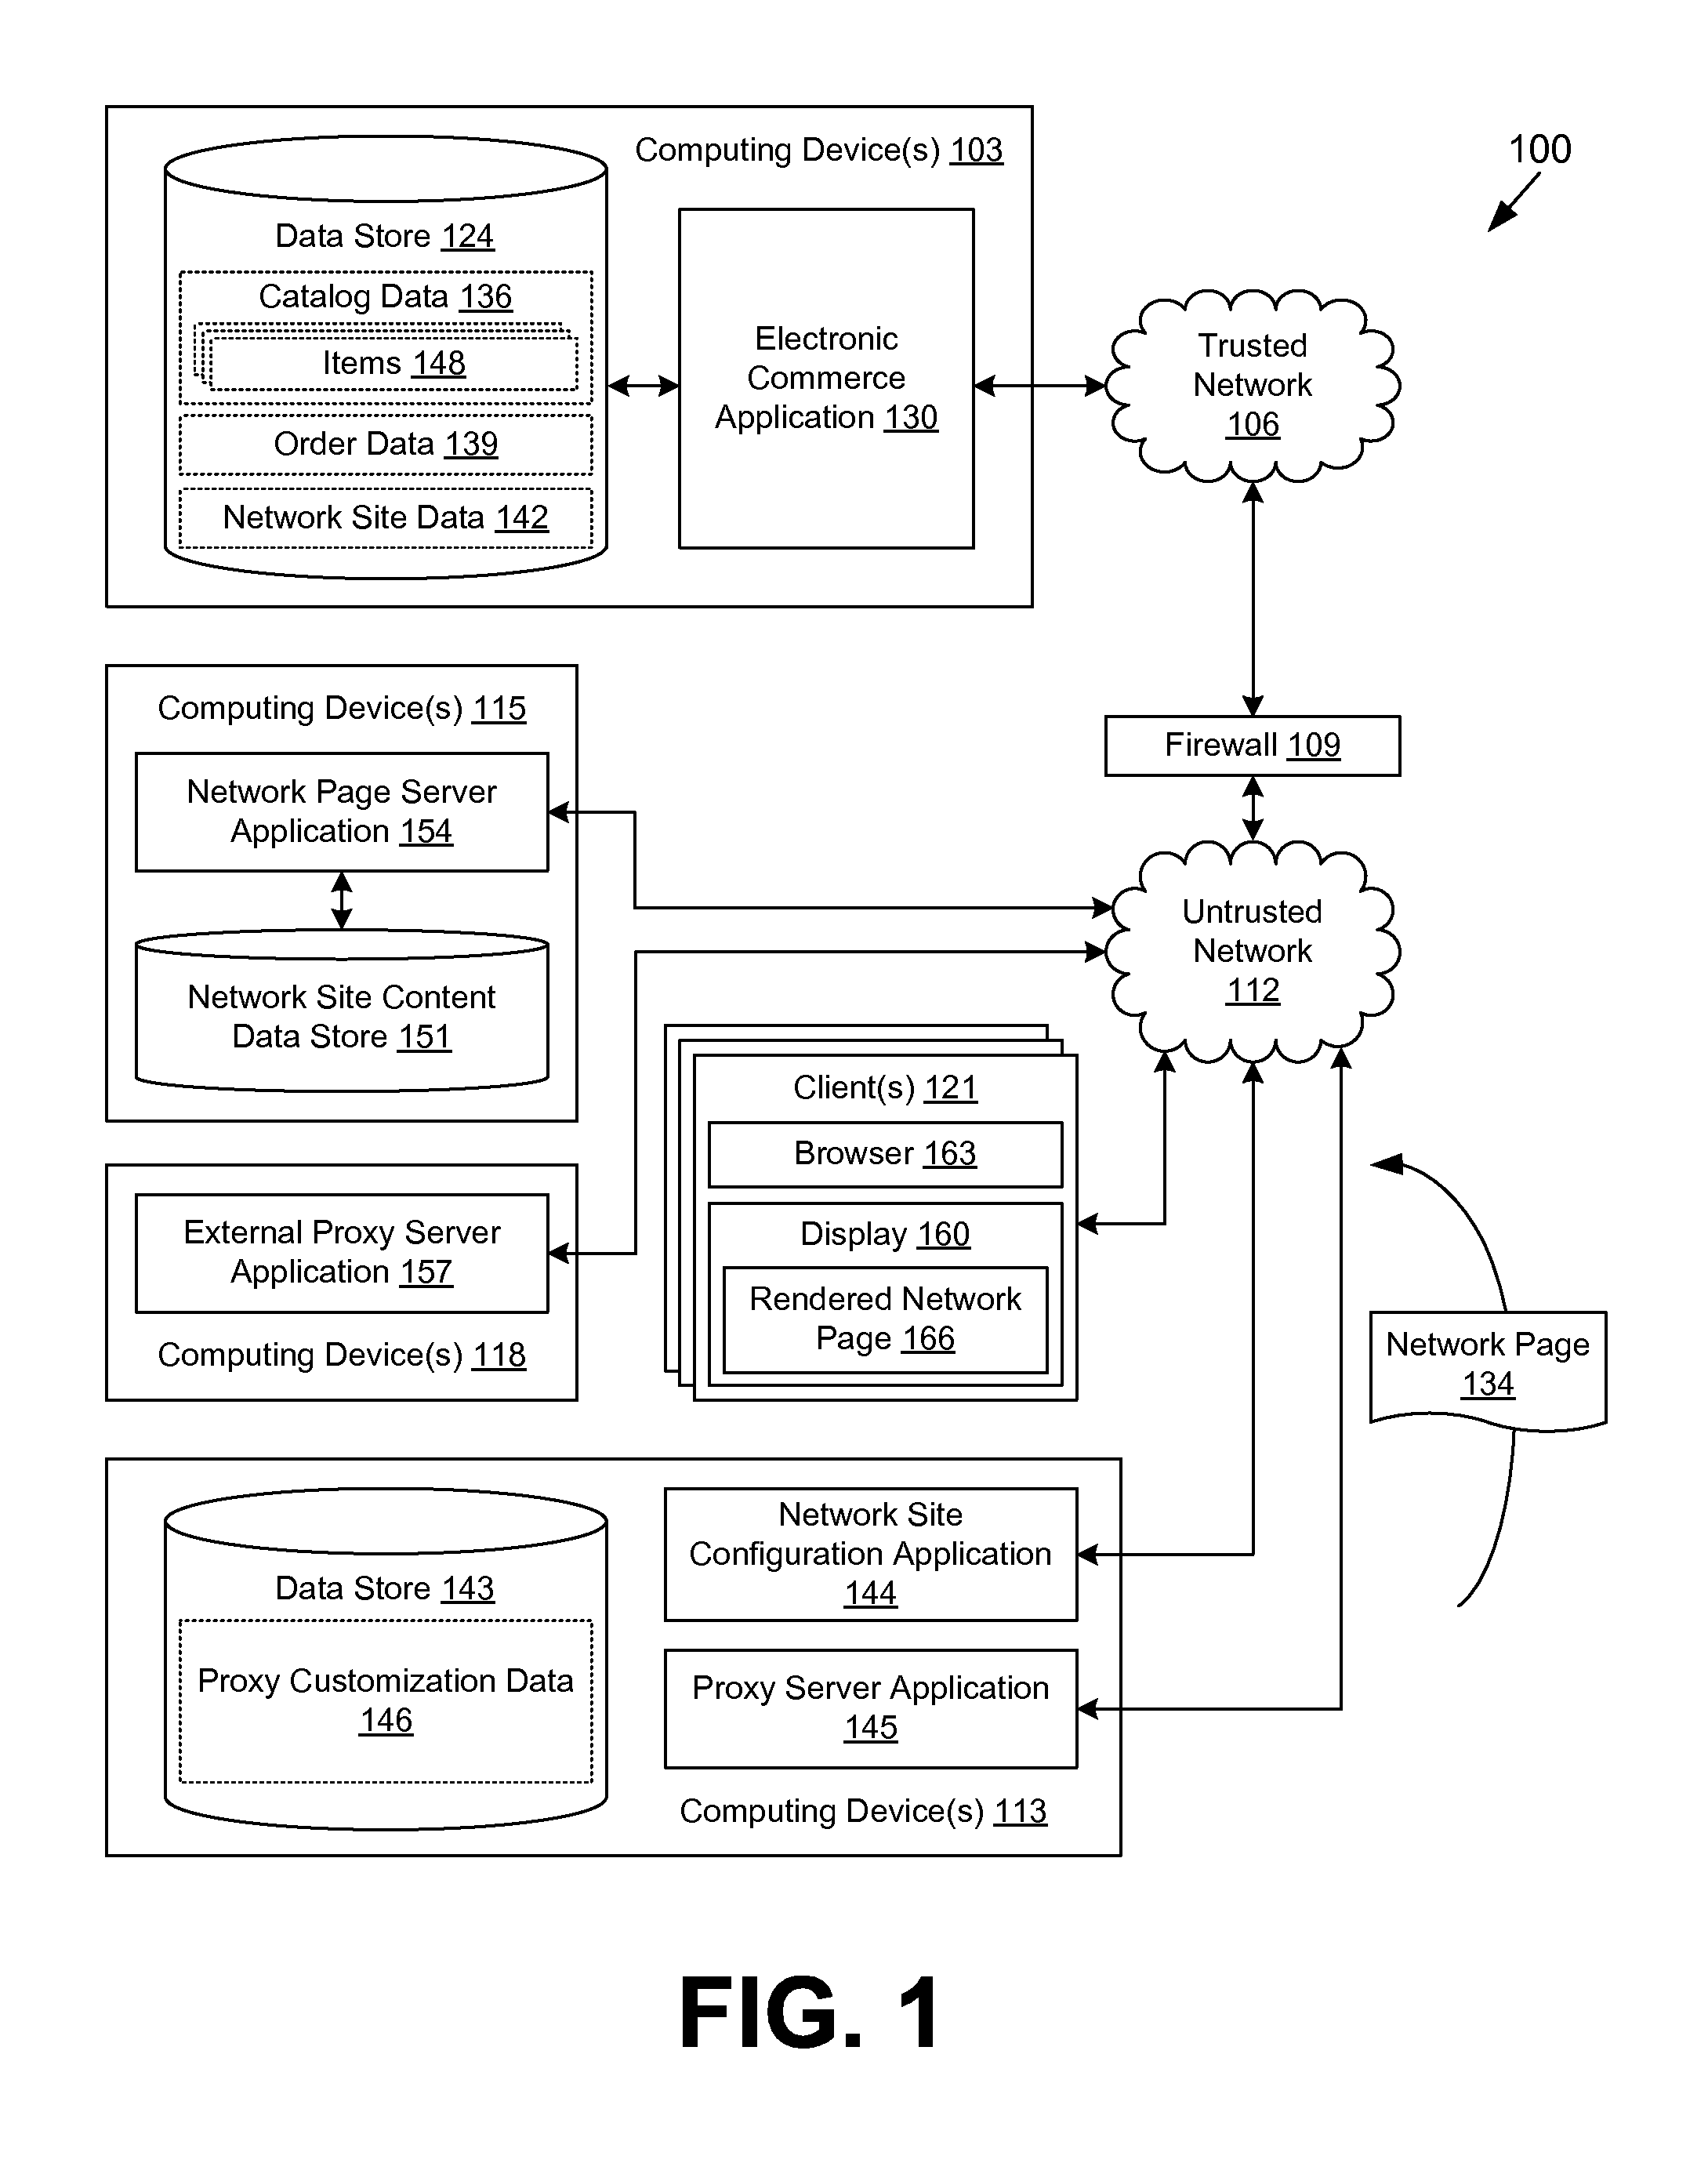 100
Computing Device(s) 103
Data Store 124
Catalog Data 136
Items 148
Order Data 139
Network Site Data 142
Electronic
Commerce
Application 130
Trusted
Network
106
Firewall 109
Untrusted
Network
112
Computing Device(s) 115
Network Page Server
Application 154
Network Site Content
Data Store 151
External Proxy Server
Application 157
Computing Device(s) 118
Client(s) 121
Browser 163
Display 160
Rendered Network
Page 166
Network Page
134
Data Store 143
Proxy Customization Data
146
Network Site
Configuration Application
144
Proxy Server Application
145
Computing Device(s) 113
FIG. 1